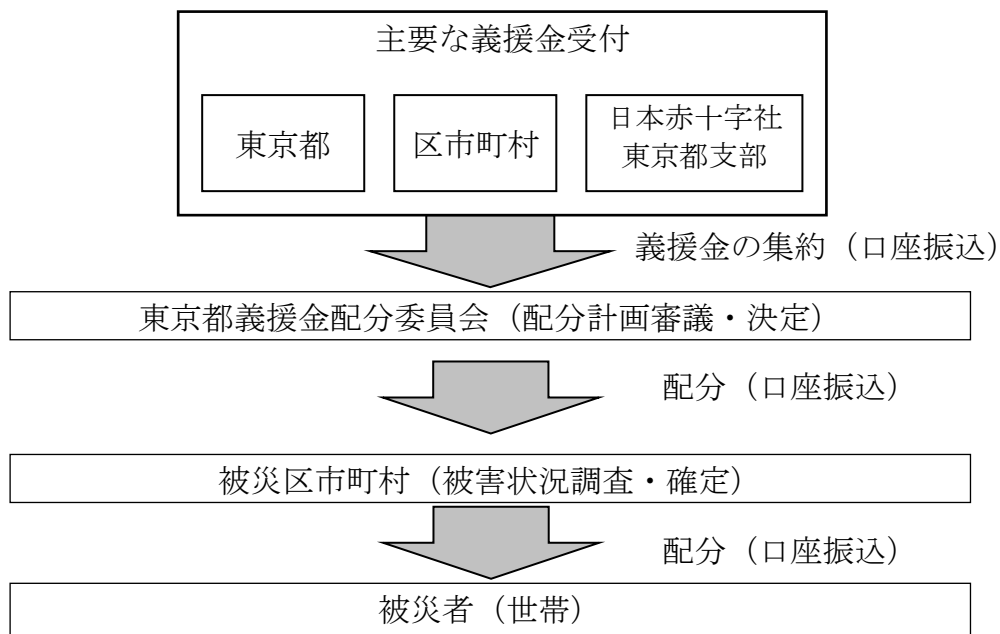 主要な義援金受付
東京都
区市町村
日本赤十字社
東京都支部
義援金の集約（口座振込）
東京都義援金配分委員会（配分計画審議・決定）
配分（口座振込）
被災区市町村（被害状況調査・確定）
配分（口座振込）
被災者（世帯）